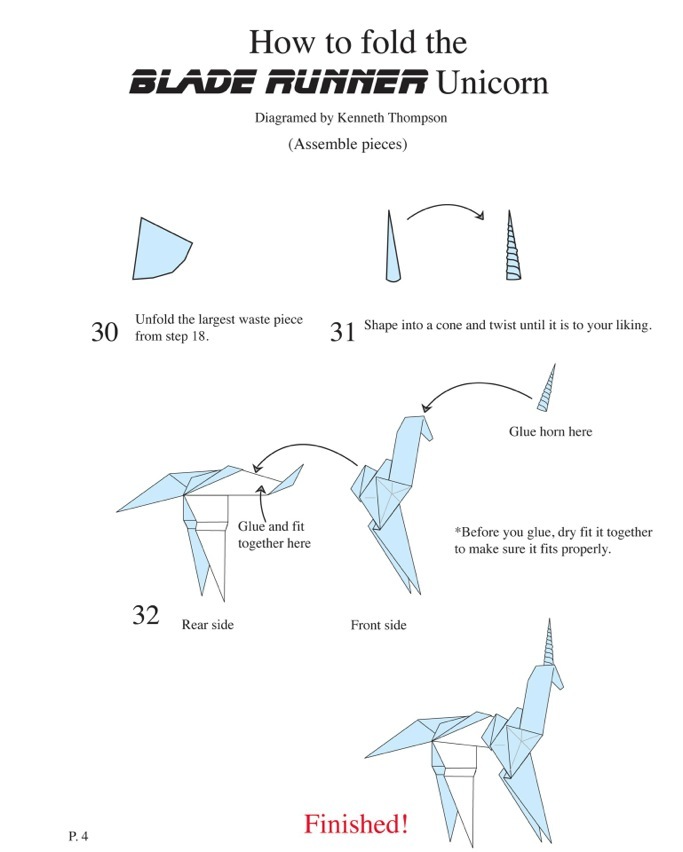 How to fold the
BLADE RUNNER Unicorn
Diagramed by Kenneth Thompson
(Assemble pieces)
30 Unfold the largest waste piece
from step 18.
31 Shape into a cone and twist until it is to your liking.
Glue horn here
Glue and fit
together here
*Before you glue, dry fit it together
to make sure it fits properly.
32 Rear side
Front side
Finished!
P. 4